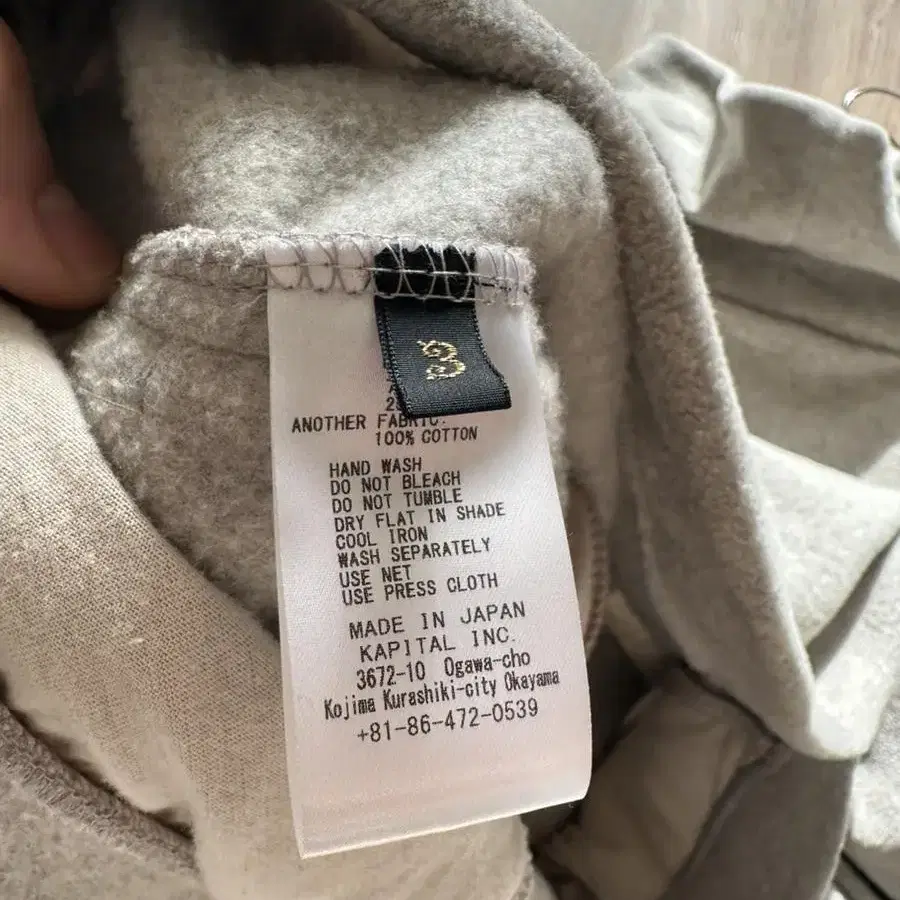 3
ANOTHER FABRIC:
100% COTTON
HAND WASH
DO NOT BLEACH
DO NOT TUMBLE
DRY FLAT IN SHADE
COOL IRON
WASH SEPARATELY
USE NET
USE PRESS CLOTH
MADE IN JAPAN
KAPITAL INC.
3672-10 Ogawa-cho
Kojima Kurashiki-city Okayama
+81-86-472-0539